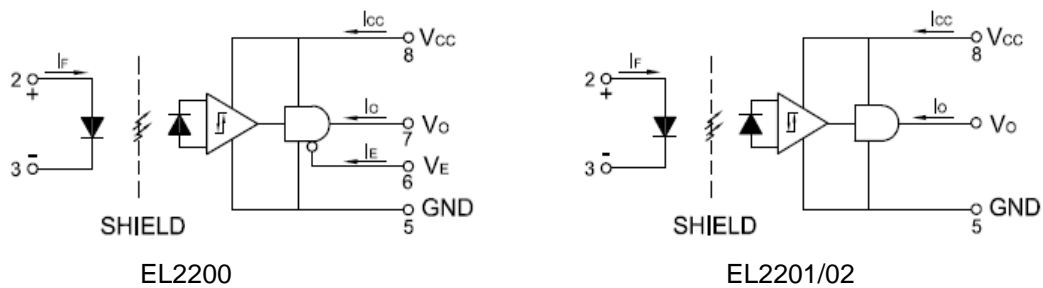 ICC VCC
8
2 IF
+
IO VO
7
IE VE
6
- 3
GND
5
SHIELD
EL2200
ICC VCC
8
2 IF
+
IO VO
- 3
GND
5
SHIELD
EL2201/02